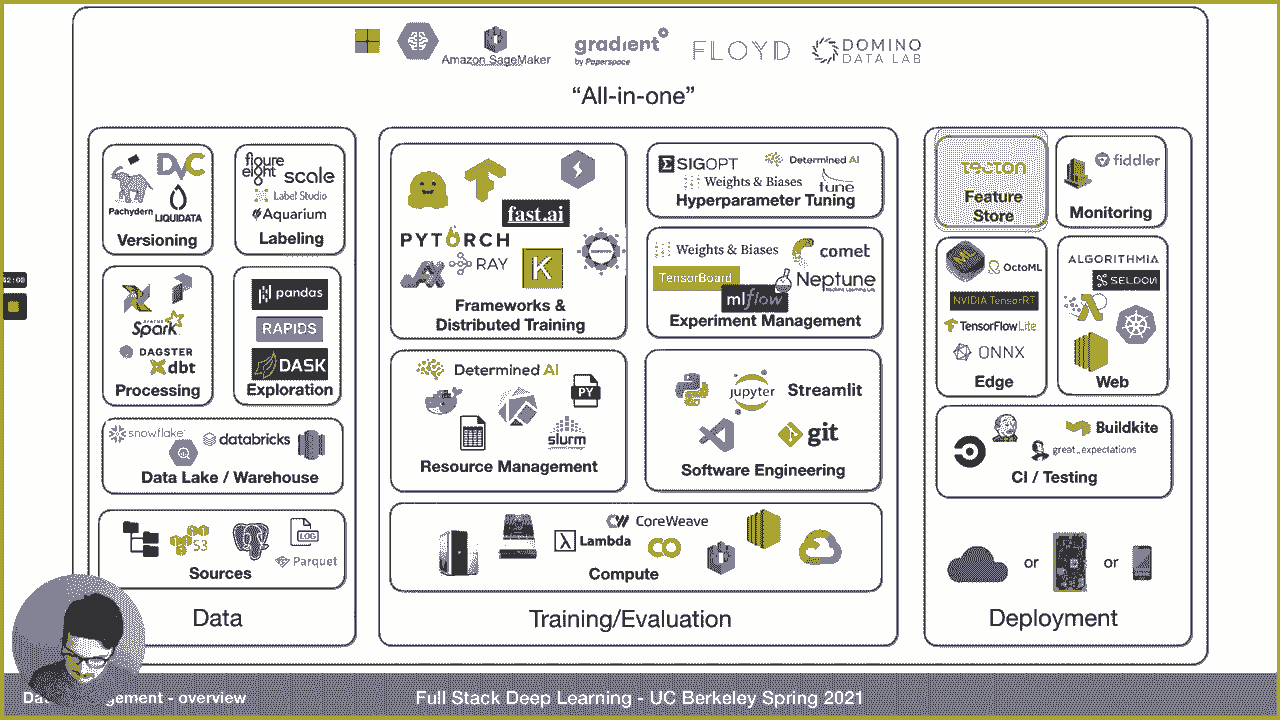 Amazon SageMaker
gradient
by Paperspace
FLOYD
DOMINO
DATA LAB
"All-in-one"
DVC
Pachyderm
LIQUIDATA
Versioning
figure
eight
scale
Label Studio
Aquarium
Labeling
Spark
DAGSTER
dbt
Processing
pandas
RAPIDS
DASK
Exploration
snowflake
databricks
Data Lake / Warehouse
S3
LOG
Parquet
Sources
Data
fast.ai
PYTORCH
RAY
K
Frameworks &
Distributed Training
SIGOPT
Determined AI
Weights & Biases
tune
Hyperparameter Tuning
Weights & Biases
comet
TensorBoard
Neptune
mlflow
Experiment Management
Determined AI
PY
slurm
Resource Management
jupyter
Streamlit
git
Software Engineering
CoreWeave
Lambda
Compute
Training/Evaluation
TECTON
Feature
Store
fiddler
Monitoring
ML
OctoML
NVIDIA TensorRT
TensorFlowLite
ONNX
Edge
ALGORITHMIA
SELDON
Web
Buildkite
great_expectations
CI / Testing
or
or
Deployment
gement - overview
Full Stack Deep Learning - UC Berkeley Spring 2021